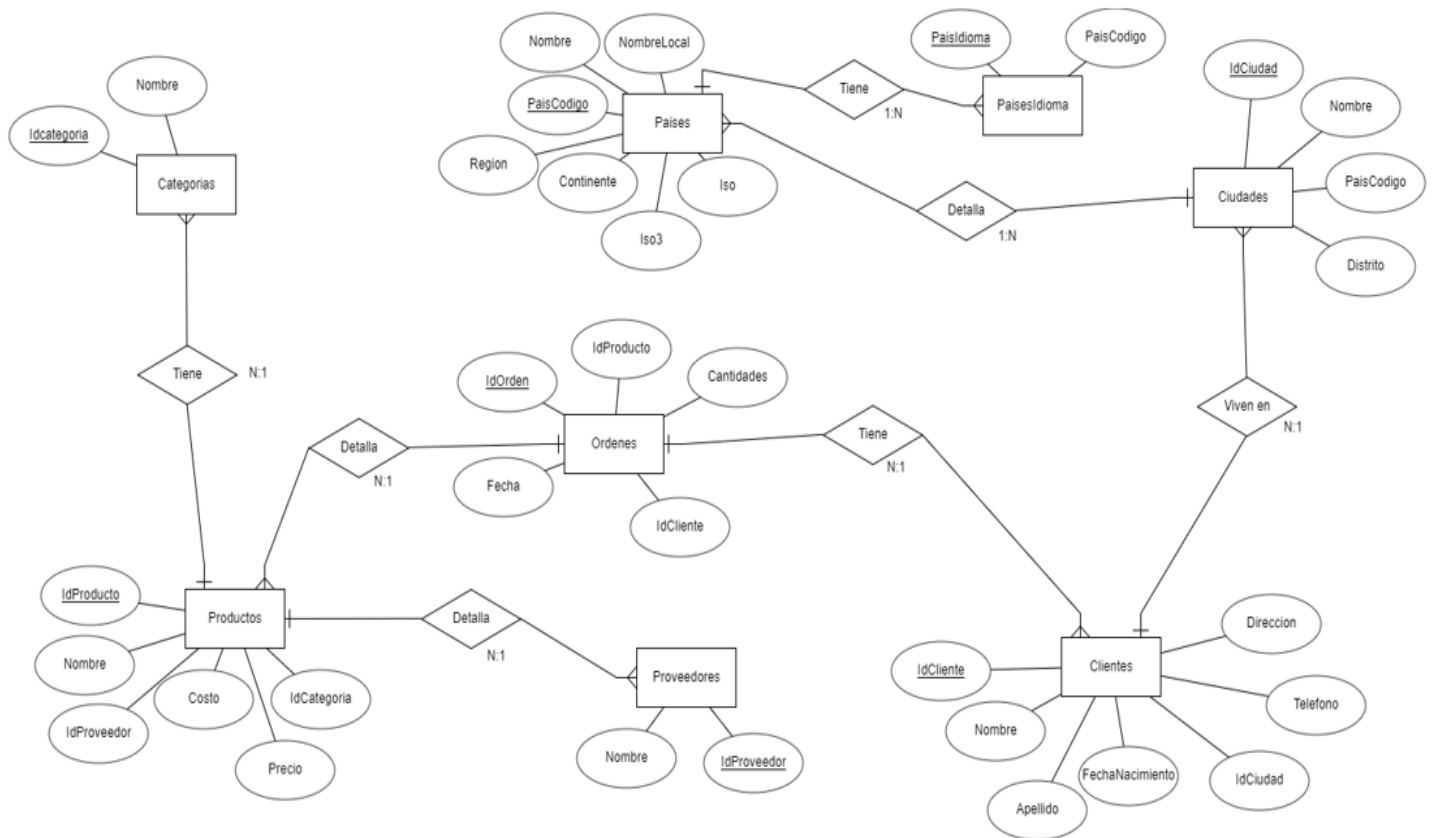 Nombre
NombreLocal
PaisIdioma
PaisCodigo
IdCiudad
Nombre
Tiene
1:N
PaisesIdioma
PaisCodigo
Paises
Idcategoria
Nombre
Region
Continente
Iso
Iso3
Categorias
Detalla
1:N
Ciudades
PaisCodigo
Distrito
Tiene
N:1
IdOrden
IdProducto
Cantidades
Ordenes
Fecha
IdCliente
Detalla
N:1
Tiene
N:1
Viven en
N:1
IdProducto
Productos
Nombre
IdProveedor
Costo
IdCategoria
Precio
Detalla
N:1
Proveedores
Nombre
IdProveedor
Clientes
Direccion
IdCliente
Telefono
Nombre
FechaNacimiento
IdCiudad
Apellido